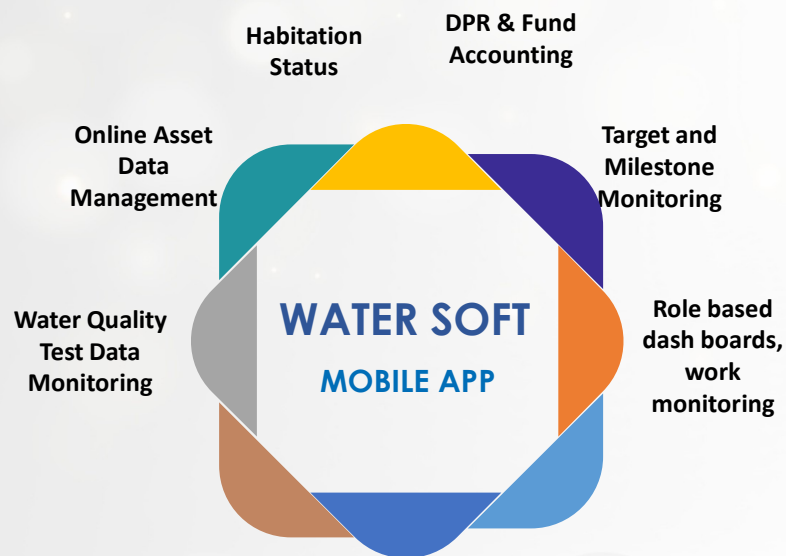 Habitation
Status
DPR & Fund
Accounting
Online Asset
Data
Management
Target and
Milestone
Monitoring
Water Quality
Test Data
Monitoring
WATER SOFT
MOBILE APP
Role based
dash boards,
work
monitoring